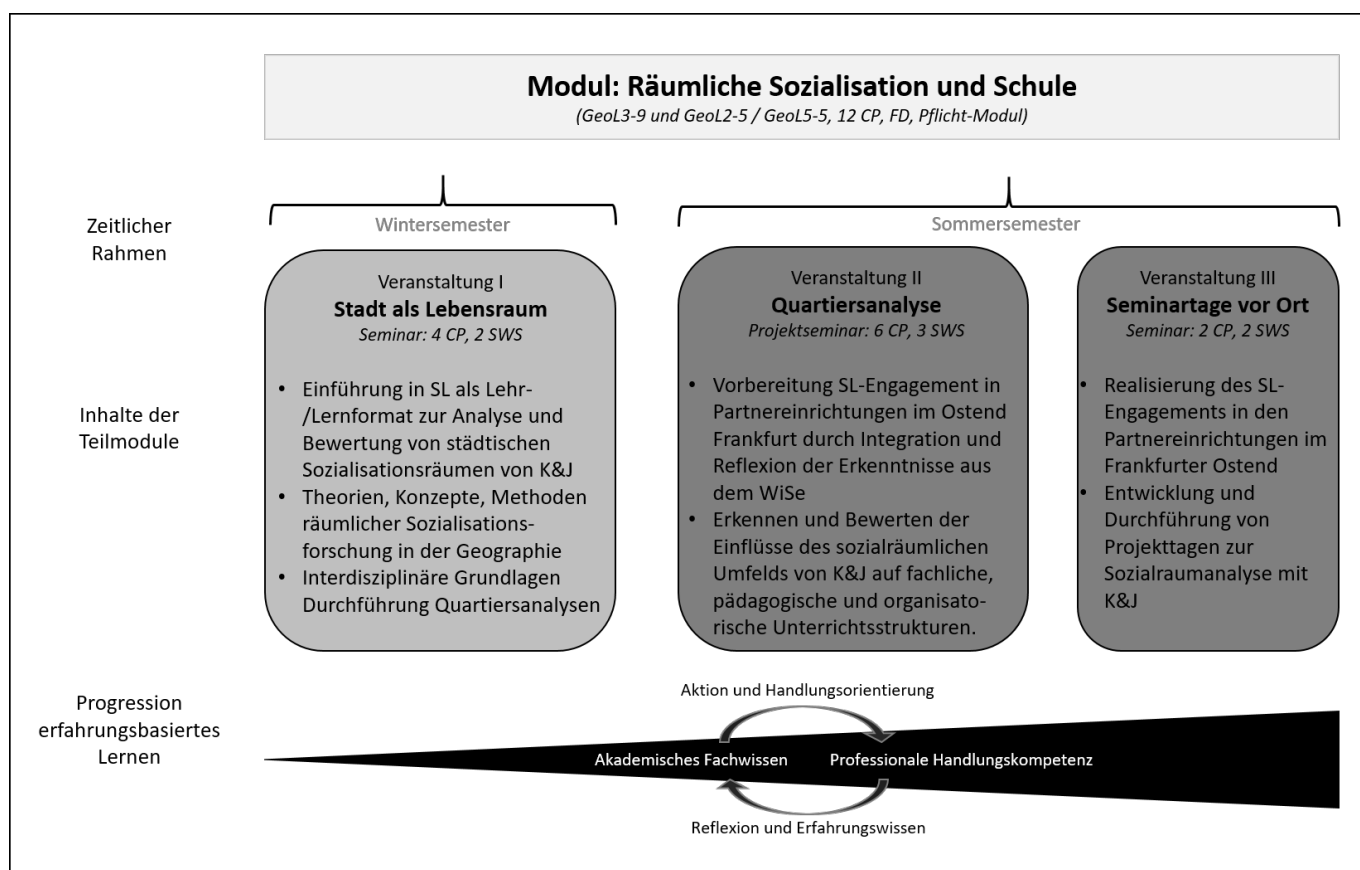 Modul: Räumliche Sozialisation und Schule
(GeoL3-9 und GeoL2-5 / GeoL5-5, 12 CP, FD, Pflicht-Modul)
Zeitlicher
Rahmen
Wintersemester
Sommersemester
Inhalte der
Teilmodule
Veranstaltung I
Stadt als Lebensraum
Seminar: 4 CP, 2 SWS
• Einführung in SL als Lehr-
/Lernformat zur Analyse und
Bewertung von städtischen
Sozialisationsräumen von K&J
• Theorien, Konzepte, Methoden
räumlicher Sozialisations-
forschung in der Geographie
• Interdisziplinäre Grundlagen
Durchführung Quartiersanalysen
Veranstaltung II
Quartiersanalyse
Projektseminar: 6 CP, 3 SWS
• Vorbereitung SL-Engagement in
Partnereinrichtungen im Ostend
Frankfurt durch Integration und
Reflexion der Erkenntnisse aus
dem WiSe
• Erkennen und Bewerten der
Einflüsse des sozialräumlichen
Umfelds von K&J auf fachliche,
pädagogische und organisato-
rische Unterrichtsstrukturen.
Veranstaltung III
Seminartage vor Ort
Seminar: 2 CP, 2 SWS
• Realisierung des SL-
Engagements in den
Partnereinrichtungen im
Frankfurter Ostend
• Entwicklung und
Durchführung von
Projekttagen zur
Sozialraumanalyse mit
K&J
Progression
erfahrungsbasiertes
Lernen
Aktion und Handlungsorientierung
Akademisches Fachwissen
Professionale Handlungskompetenz
Reflexion und Erfahrungswissen